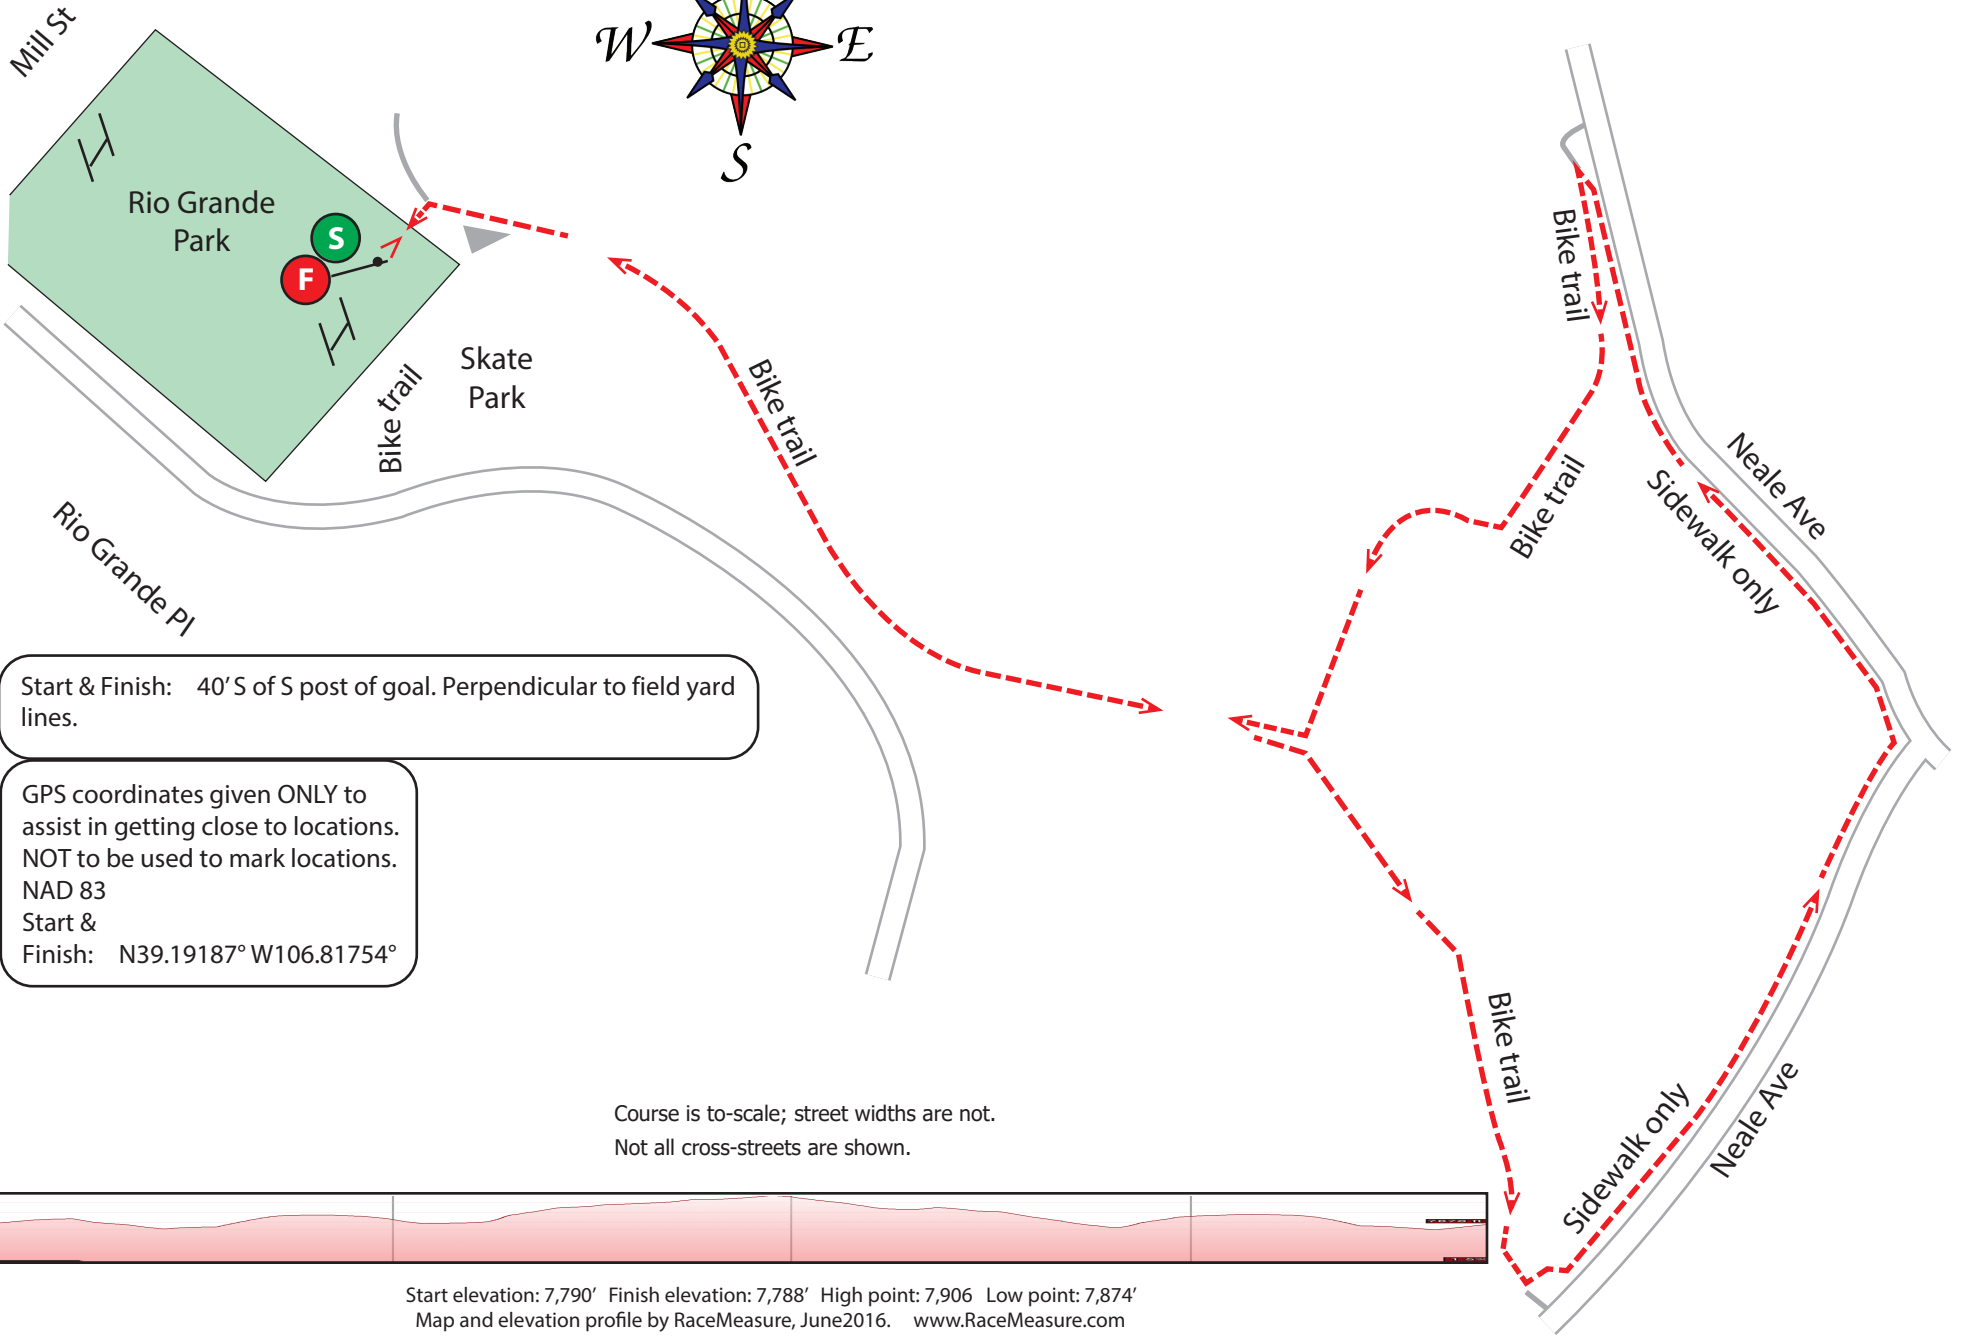 Mill St
W
E
S
Rio Grande
Park
S
F
Skate
Park
Bike trail
Bike trail
Bike trail
Bike trail
Neale Ave
Sidewalk only
Rio Grande Pl
Start & Finish: 40’ S of S post of goal. Perpendicular to field yard
lines.
GPS coordinates given ONLY to
assist in getting close to locations.
NOT to be used to mark locations.
NAD 83
Start &
Finish: N39.19187° W106.81754°
Bike trail
Sidewalk only
Neale Ave
Course is to-scale; street widths are not.
Not all cross-streets are shown.
Start elevation: 7,790’ Finish elevation: 7,788’ High point: 7,906 Low point: 7,874’
Map and elevation profile by RaceMeasure, June2016. www.RaceMeasure.com